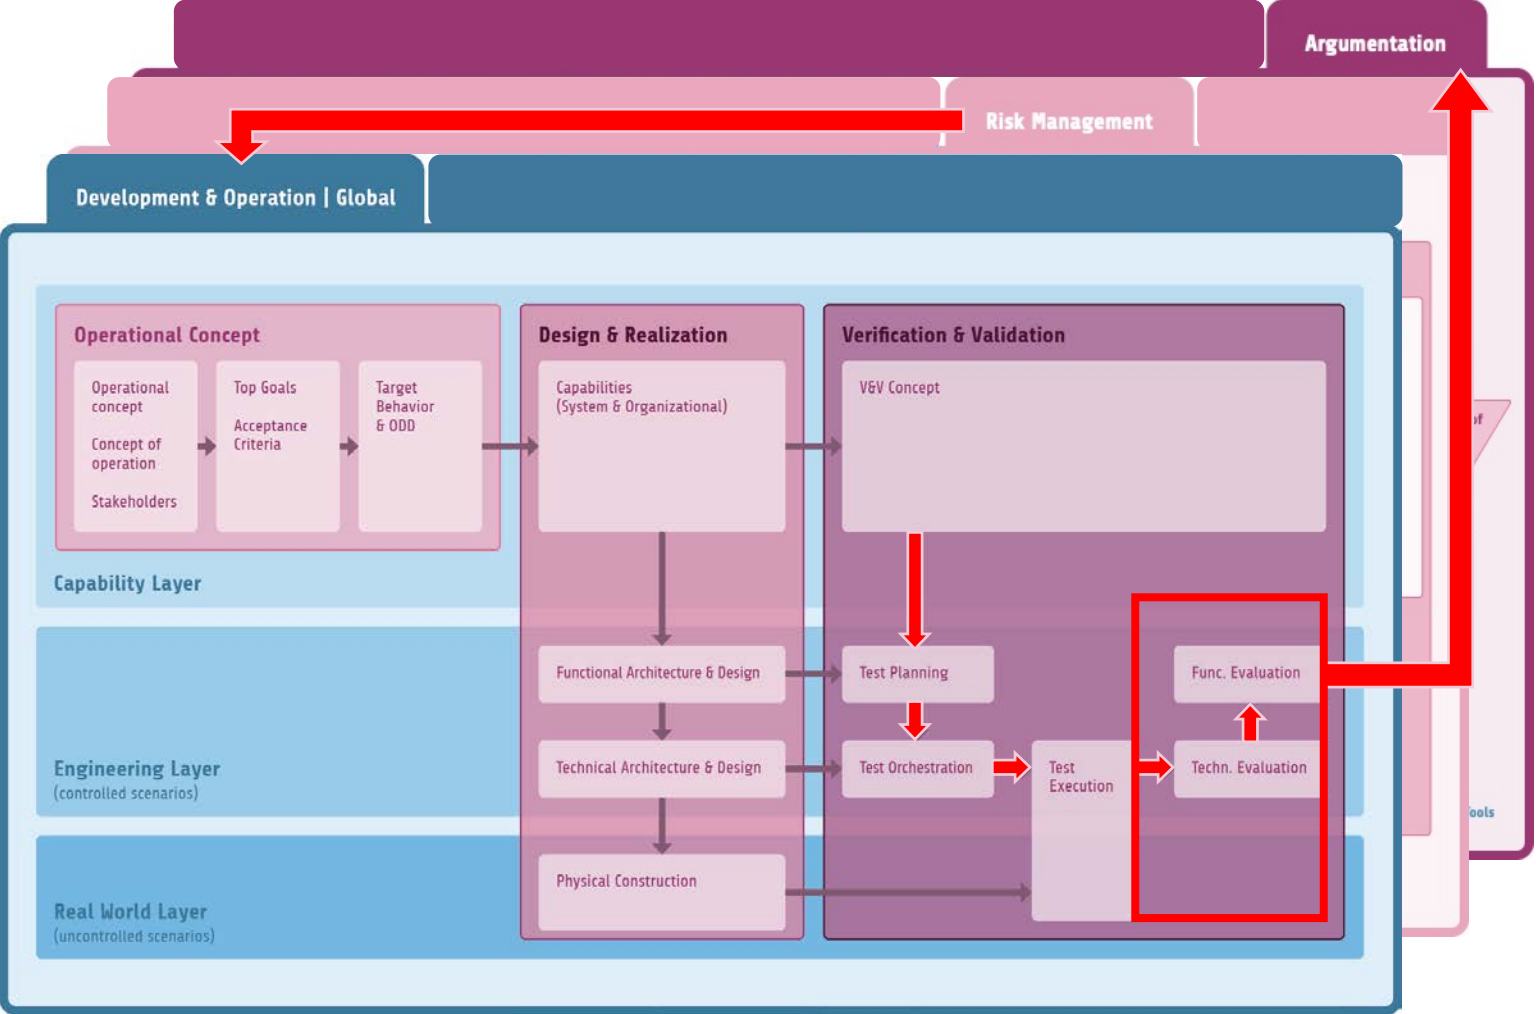 Argumentation
Risk Management
Development & Operation | Global
Operational Concept
Operational
concept
Concept of
operation
Stakeholders
Top Goals
Acceptance
Criteria
Target
Behavior
& ODD
Capability Layer
Design & Realization
Capabilities
(System & Organizational)
Functional Architecture & Design
Technical Architecture & Design
Physical Construction
Verification & Validation
V&V Concept
Test Planning
Test Orchestration
Test
Execution
Func. Evaluation
Techn. Evaluation
Engineering Layer
(controlled scenarios)
Real World Layer
(uncontrolled scenarios)
of